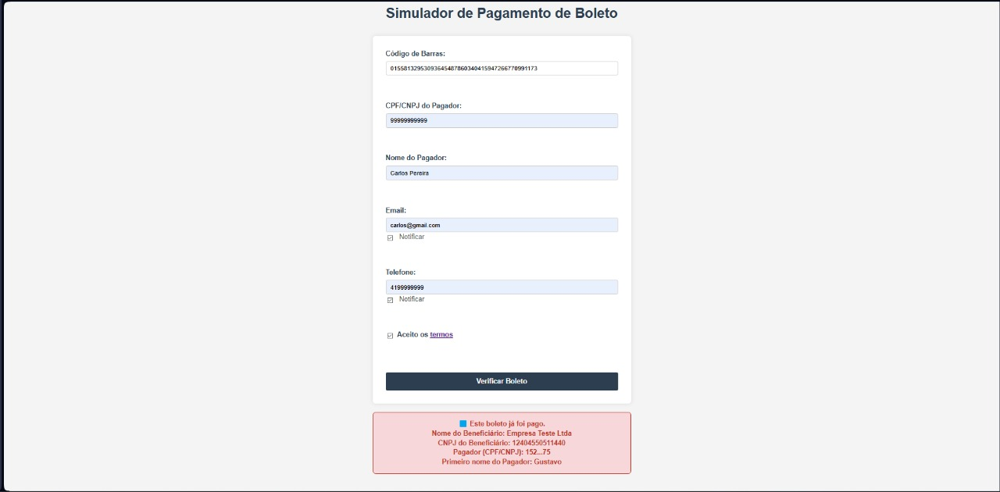 Simulador de Pagamento de Boleto
Código de Barras:
01558132953093645487860340415947266770991173
CPF/CNPJ do Pagador:
99999999999
Nome do Pagador:
Carlos Pereira
Email:
carlos@gmail.com
Notificar
Telefone:
4199999999
Notificar
Aceito os termos
Verificar Boleto
Este boleto já foi pago.
Nome do Beneficiário: Empresa Teste Ltda
CNPJ do Beneficiário: 12404550511440
Pagador (CPF/CNPJ): 152...75
Primeiro nome do Pagador: Gustavo